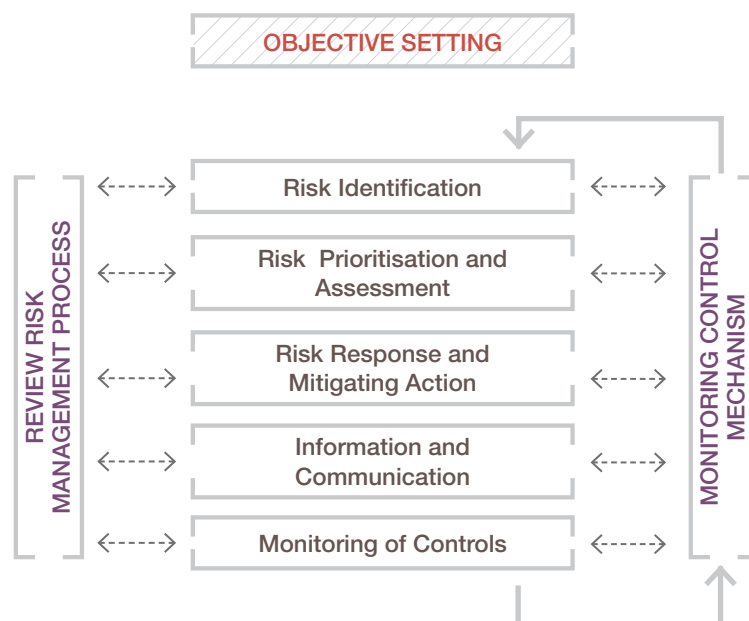 OBJECTIVE SETTING
Risk Identification
Risk Prioritisation and
Assessment
Risk Response and
Mitigating Action
Information and
Communication
Monitoring of Controls
REVIEW RISK
MANAGEMENT PROCESS
MONITORING CONTROL
MECHANISM